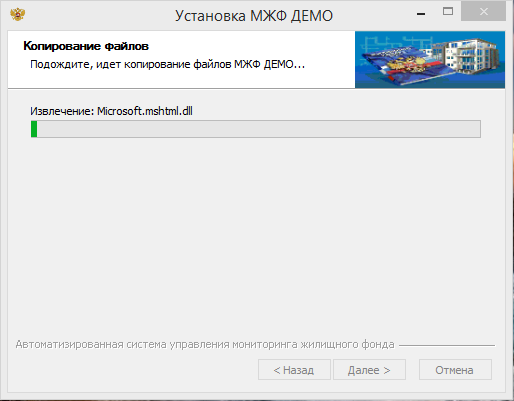 Установка МЖФ ДЕМО
Копирование файлов
Подождите, идет копирование файлов МЖФ ДЕМО...
Извлечение: Microsoft.mshtml.dll
Автоматизированная система управления мониторинга жилищного фонда
< Назад
Далее >
Отмена